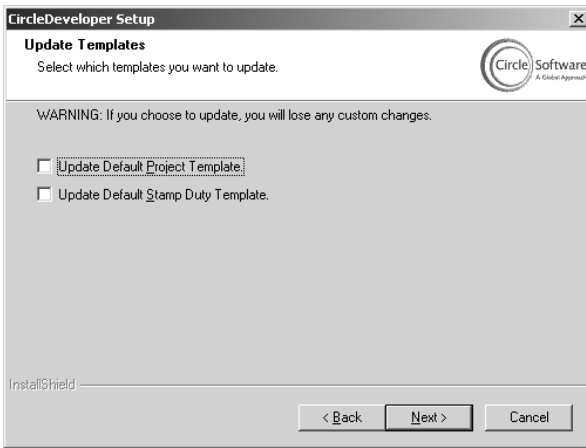 CircleDeveloper Setup
Update Templates
Select which templates you want to update.
Circle Software
A Global Approach
WARNING: If you choose to update, you will lose any custom changes.
Update Default Project Template.
Update Default Stamp Duty Template.
InstallShield
< Back
Next >
Cancel